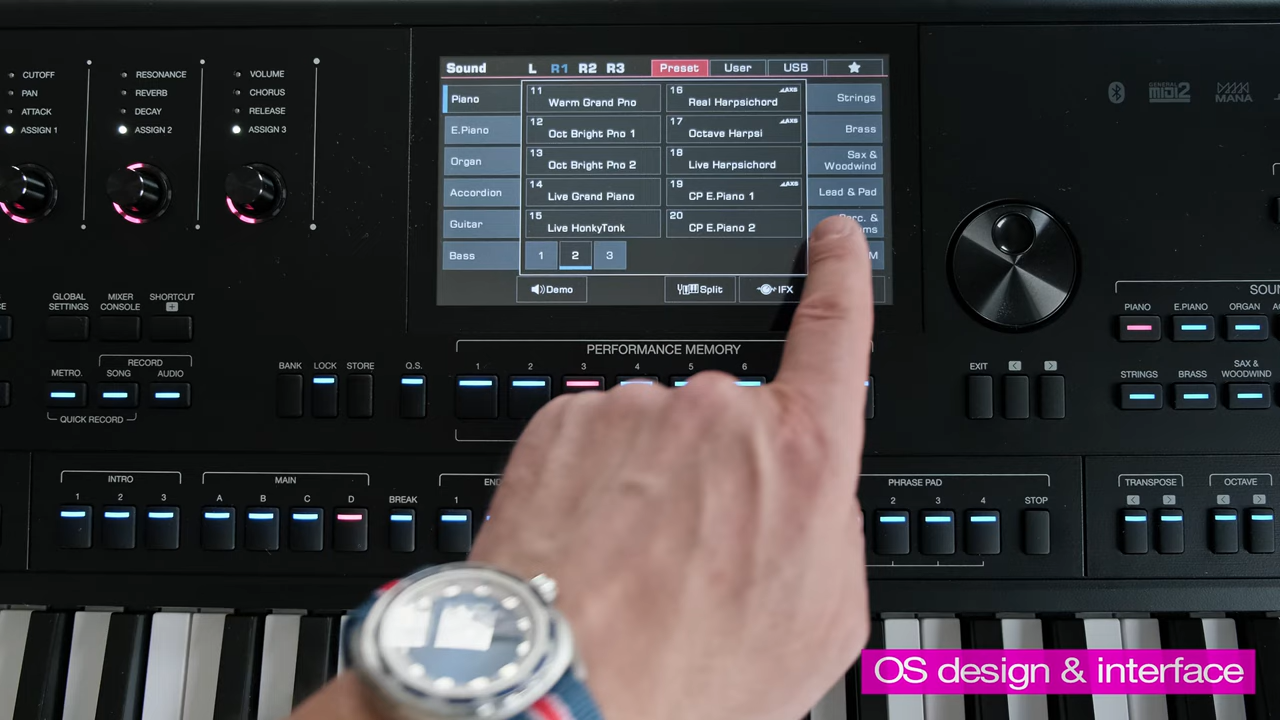 CUTOFF
PAN
ATTACK
ASSIGN 1
RESONANCE
REVERB
DECAY
ASSIGN 2
VOLUME
CHORUS
RELEASE
ASSIGN 3
Sound
L R1 R2 R3
Preset User USB
Piano
E.Piano
Organ
Accordion
Guitar
Bass
11 Warm Grand Pno
12 Oct Bright Pno 1
13 Oct Bright Pno 2
14 Live Grand Piano
15 Live HonkyTonk
16 Real Harpsichord AXS
17 Octave Harpsi AXS
18 Live Harpsichord
19 CP E.Piano 1 AXS
20 CP E.Piano 2
1 2 3
Strings
Brass
Sax &
Woodwind
Lead & Pad
Demo Split IFX
MIDI2
MANA
GLOBAL
SETTINGS
MIXER
CONSOLE
SHORTCUT
+
RECORD
METRO. SONG AUDIO
QUICK RECORD
BANK LOCK STORE
Q.S.
PERFORMANCE MEMORY
1 2 3 4 5 6
EXIT < >
PIANO E.PIANO ORGAN
STRINGS BRASS
SAX &
WOODWIND
INTRO
1 2 3
MAIN
A B C D
BREAK
1
PHRASE PAD
2 3 4
STOP
TRANSPOSE
< >
OCTAVE
< >
OS design & interface